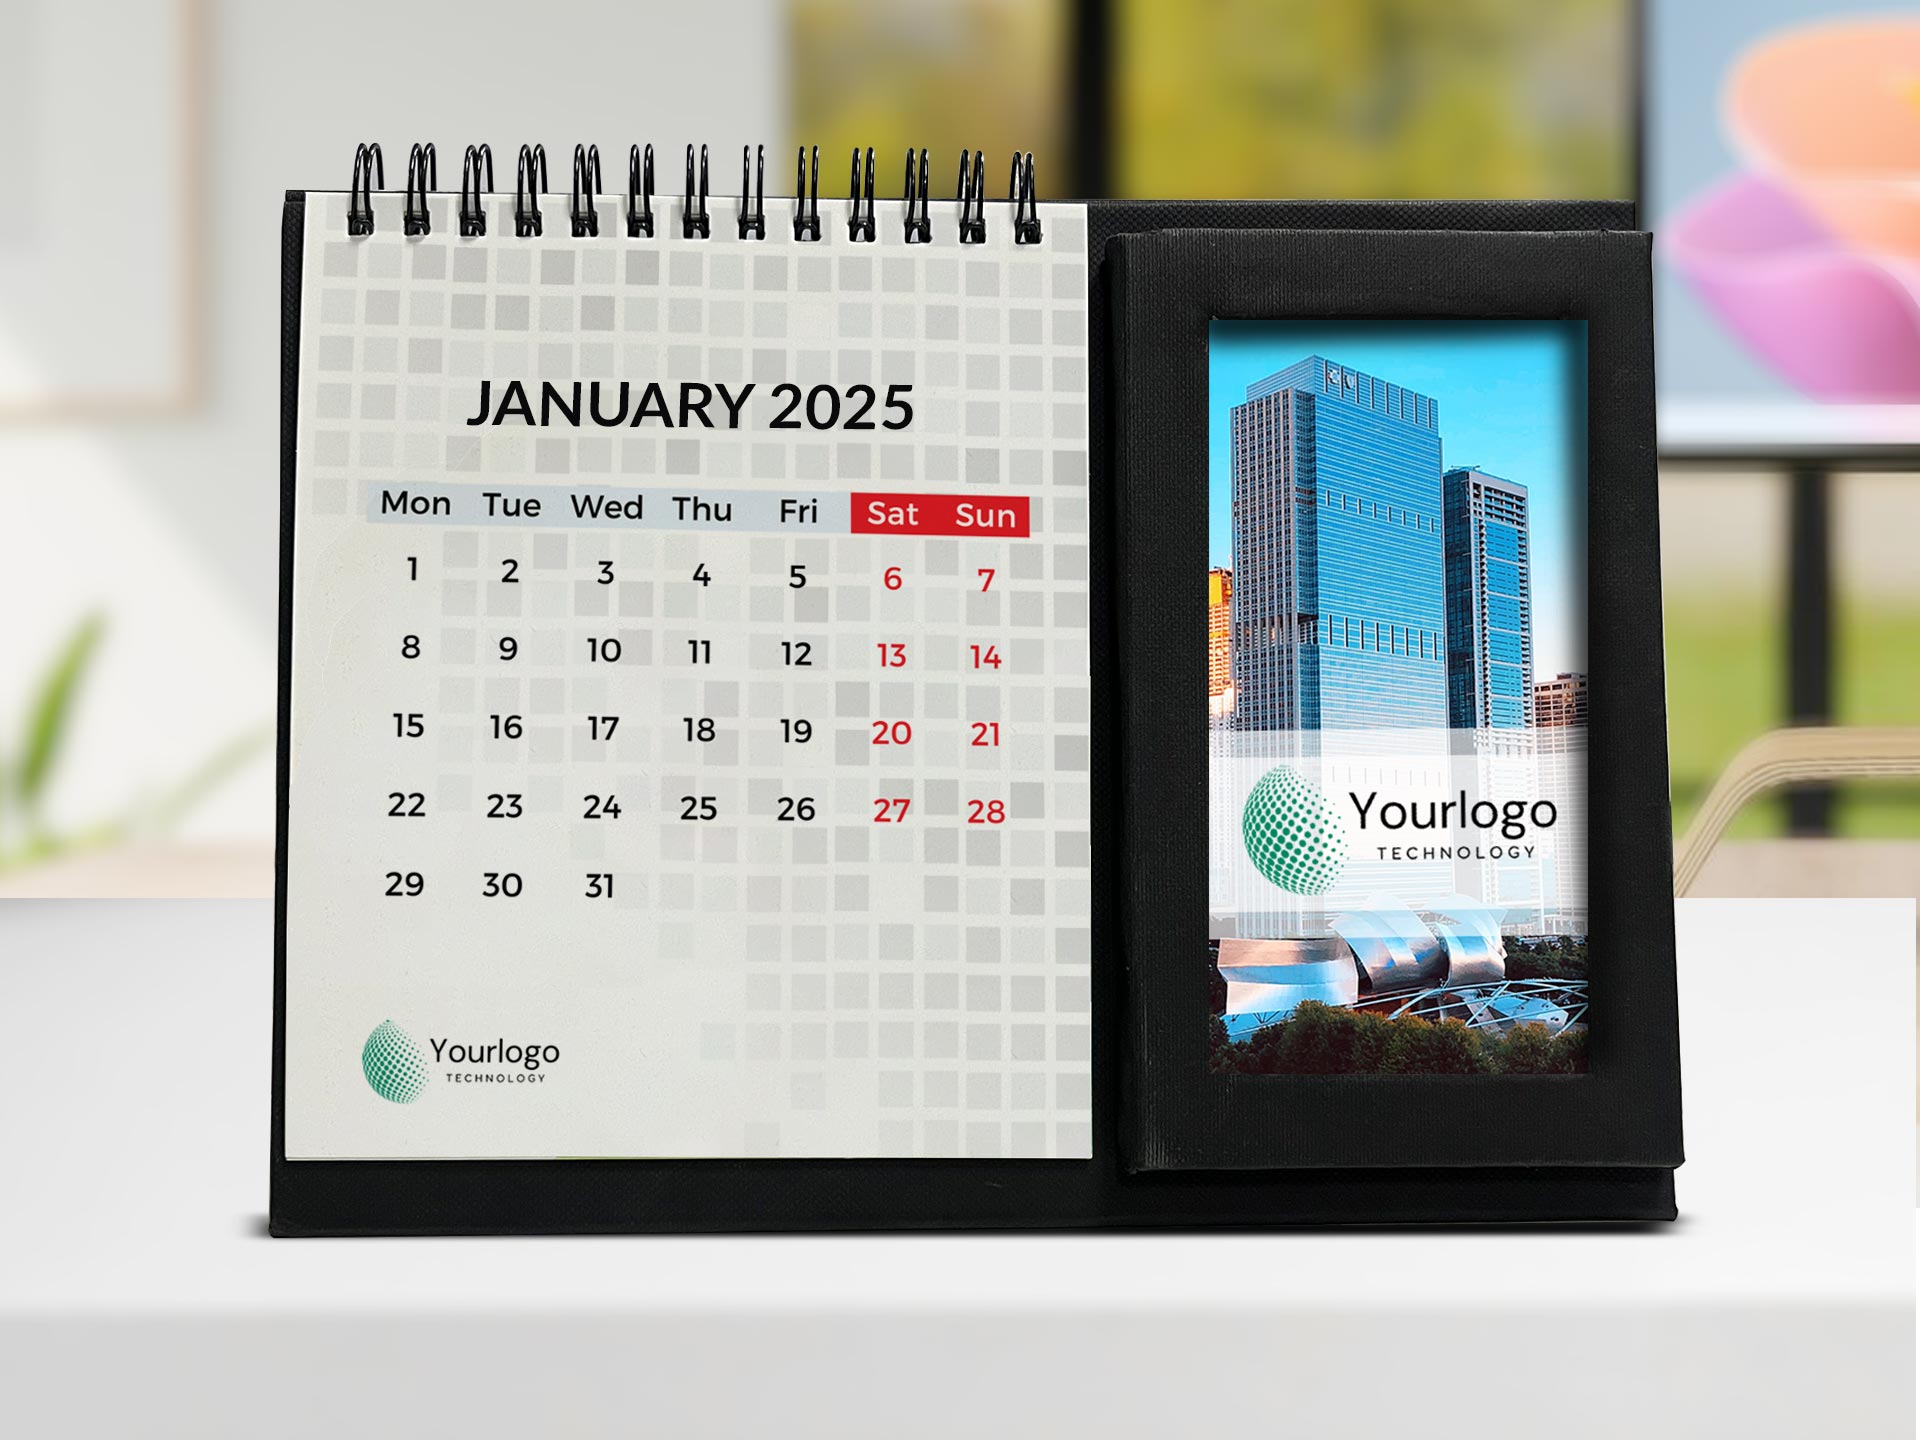 JANUARY 2025
Mon Tue Wed Thu Fri Sat Sun
1 2 3 4 5 6 7
8 9 10 11 12 13 14
15 16 17 18 19 20 21
22 23 24 25 26 27 28
29 30 31
Yourlogo
TECHNOLOGY
Yourlogo
TECHNOLOGY